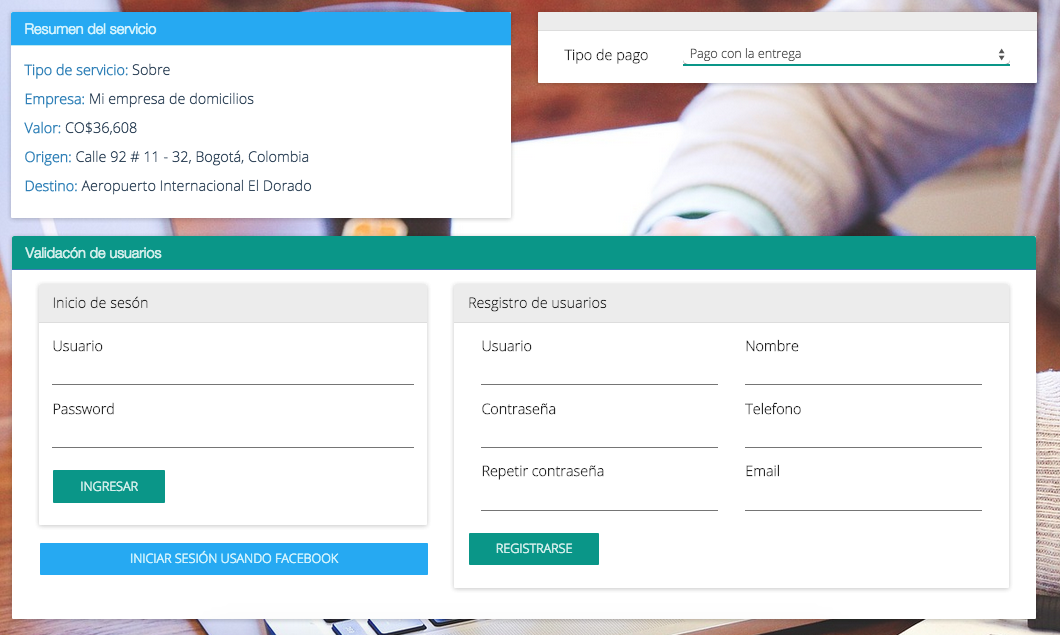 Resumen del servicio
Tipo de servicio: Sobre
Empresa: Mi empresa de domicilios
Valor: CO$36,608
Origen: Calle 92 # 11 - 32, Bogotá, Colombia
Destino: Aeropuerto Internacional El Dorado
Tipo de pago
Pago con la entrega
Validacón de usuarios
Inicio de sesón
Usuario
Password
INGRESAR
INICIAR SESIÓN USANDO FACEBOOK
Resgistro de usuarios
Usuario
Nombre
Contraseña
Telefono
Repetir contraseña
Email
REGISTRARSE